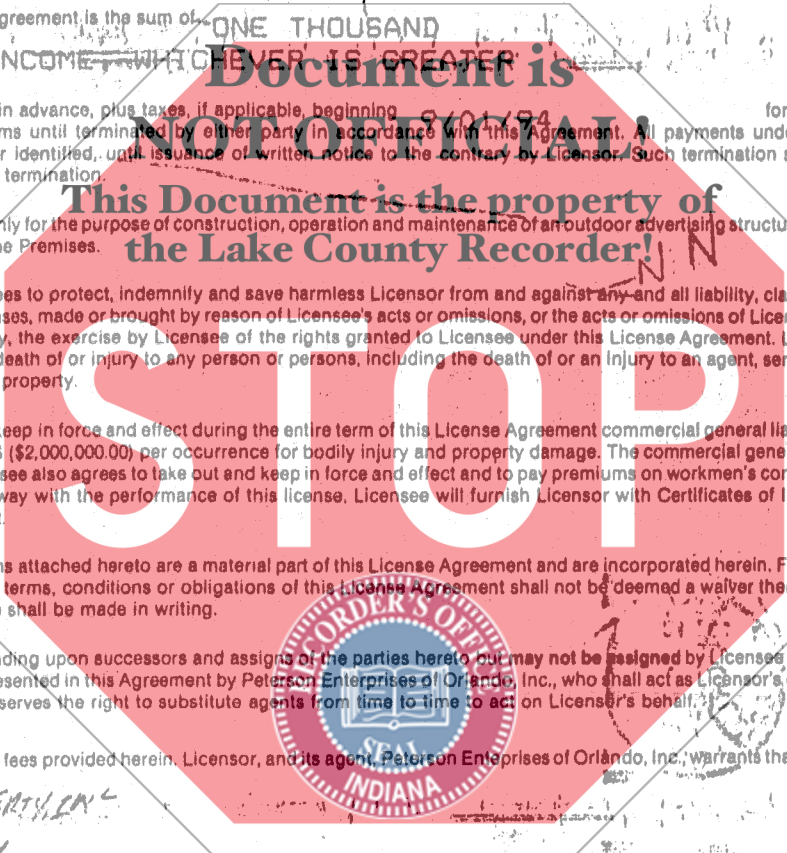 greement is the sum of ONE THOUSAND
NCOME WHICHEVER IS GREATER
Document is
in advance, plus taxes, if applicable, beginning 9/01/94 for
ms until terminated by either party in accordance with this Agreement. All payments und
NOT OFFICIAL!
r identified, until issuance of written notice to the contrary by Licensor. Such termination s
termination.
This Document is the property of
nly for the purpose of construction, operation and maintenance of an outdoor advertising structu
e Premises.
the Lake County Recorder!
N N
es to protect, indemnify and save harmless Licensor from and against any and all liability, cla
ses, made or brought by reason of Licensee's acts or omissions, or the acts or omissions of Lice
y, the exercise by Licensee of the rights granted to Licensee under this License Agreement.
death of or injury to any person or persons, including the death of or an injury to an agent, ser
property.
STOP
eep in force and effect during the entire term of this License Agreement commercial general lia
($2,000,000.00) per occurrence for bodily injury and property damage. The commercial gene
see also agrees to take out and keep in force and effect and to pay premiums on workmen's con
way with the performance of this license. Licensee will furnish Licensor with Certificates of I
s attached hereto are a material part of this License Agreement and are incorporated herein. F
terms, conditions or obligations of this License Agreement shall not be deemed a waiver the
shall be made in writing.
RECORDER'S OFFICE
ding upon successors and assigns of the parties hereto but may not be assigned by Licensee
esented in this Agreement by Peterson Enterprises of Orlando, Inc., who shall act as Licensor's
serves the right to substitute agents from time to time to act on Licensor's behalf.
SEAL
fees provided herein. Licensor, and its agent, Peterson Enteprises of Orlando, Inc., warrants tha
INDIANA